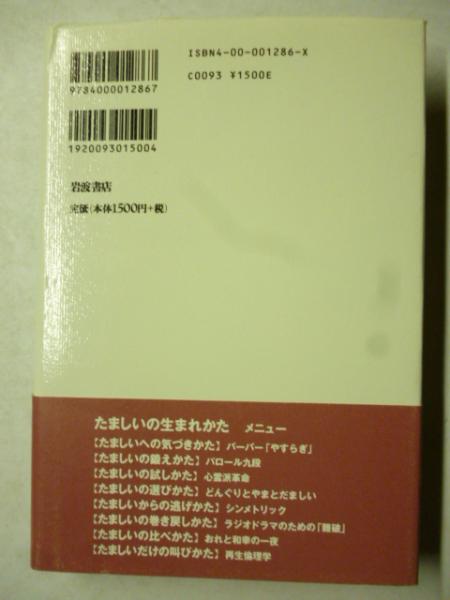 ISBN4-00-001286-X
C0093 ¥1500E
9784000012867
1920093015004
岩波書店
定価(本体1500円+税)
たましいの生まれかた メニュー
【たましいへの気づきかた】バーバー「やすらぎ」
【たましいの鍛えかた】パロール九段
【たましいの試しかた】心霊派革命
【たましいの選びかた】どんぐりとやまとだましい
【たましいからの逃げかた】シンメトリック
【たましいの巻き戻しかた】ラジオドラマのための「顕破」
【たましいの比べかた】おれと和幸の一夜
【たましいだけの叫びかた】再生倫理学